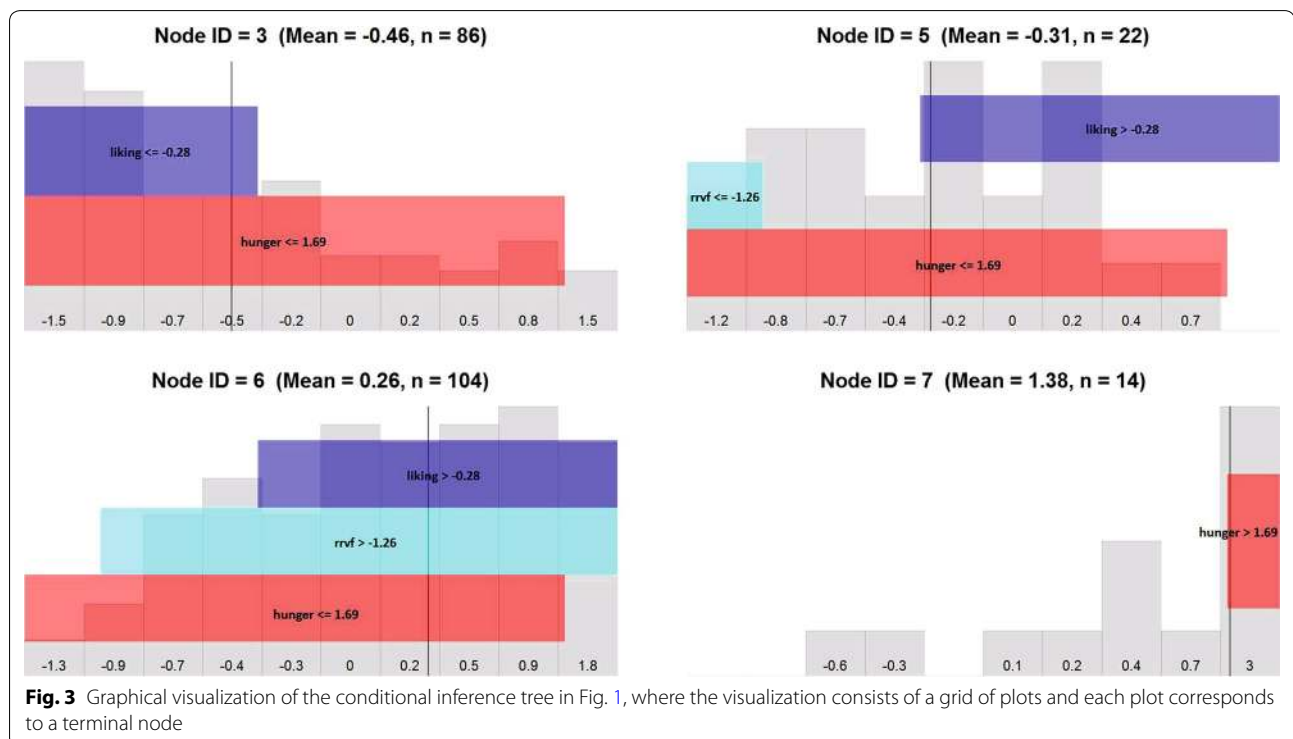 Node ID = 3 (Mean = -0.46, n = 86)
liking <= -0.28
hunger <= 1.69
-1.5 -0.9 -0.7 -0.5 -0.2 0 0.2 0.5 0.8 1.5
Node ID = 5 (Mean = -0.31, n = 22)
liking > -0.28
rrvf <= -1.26
hunger <= 1.69
-1.2 -0.8 -0.7 -0.4 -0.2 0 0.2 0.4 0.7
Node ID = 6 (Mean = 0.26, n = 104)
liking > -0.28
rrvf > -1.26
hunger <= 1.69
-1.3 -0.9 -0.7 -0.4 -0.3 0 0.2 0.5 0.9 1.8
Node ID = 7 (Mean = 1.38, n = 14)
hunger > 1.69
-0.6 -0.3 0.1 0.2 0.4 0.7 3
Fig. 3 Graphical visualization of the conditional inference tree in Fig. 1, where the visualization consists of a grid of plots and each plot corresponds
to a terminal node